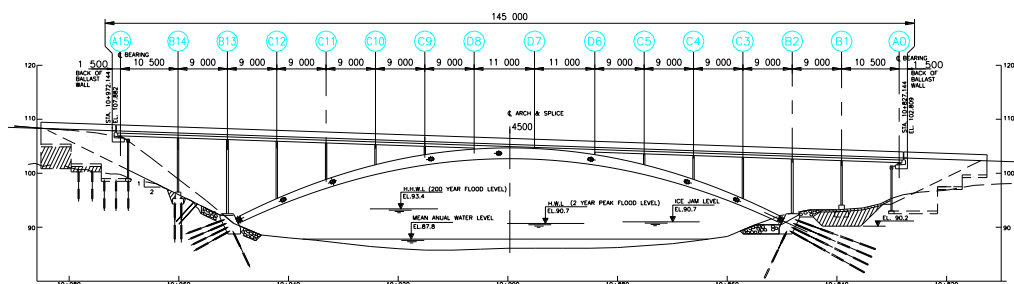 145 000
A15 B14 B13 C12 C11 C10 C9 D8 D7 D6 C5 C4 C3 B2 B1 A0
℄ BEARING
℄ BEARING
1 500 10 500 9 000 9 000 9 000 9 000 9 000 9 000 11 000 11 000 9 000 9 000 9 000 9 000 9 000 10 500 1 500
BACK OF
BALLAST
WALL
BACK OF
BALLAST
WALL
STA. 10+972.144
EL. 107.882
STA. 10+827.144
EL. 102.809
℄ ARCH & SPLICE
4500
120
110
100
90
120
110
100
90
1
2
H.H.W.L (200 YEAR FLOOD LEVEL)
EL.93.4
H.W.L (2 YEAR PEAK FLOOD LEVEL)
EL.90.7
ICE JAM LEVEL
EL.90.7
MEAN ANUAL WATER LEVEL
EL.87.8
EL. 90.2